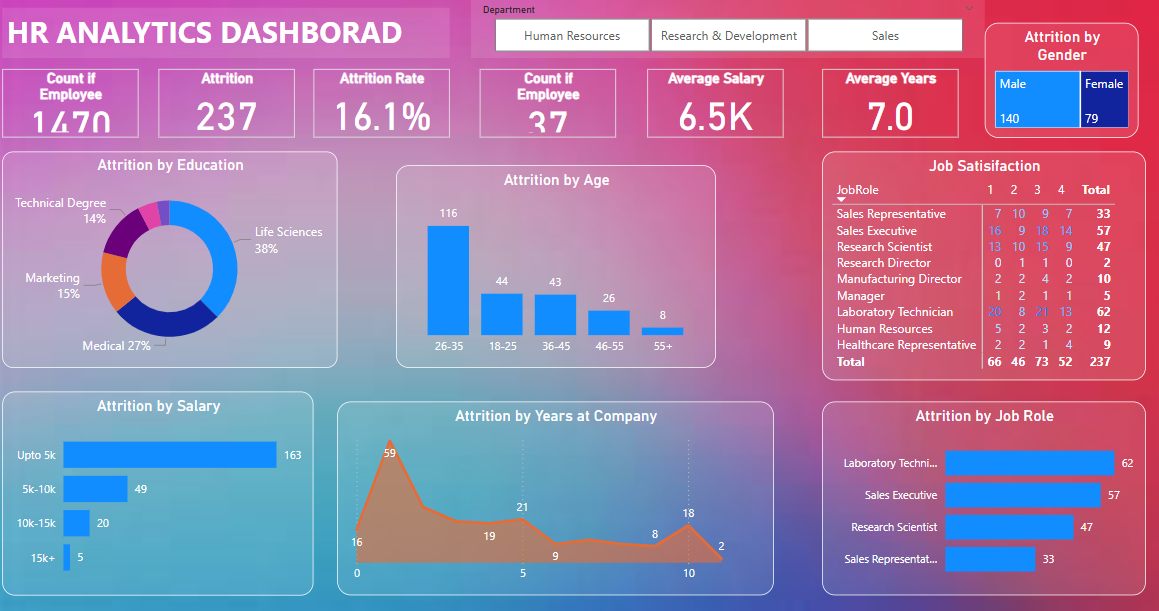 HR ANALYTICS DASHBORAD
Department
Human Resources
Research & Development
Sales
Count if
Employee
1470
Attrition
237
Attrition Rate
16.1%
Count if
Employee
37
Average Salary
6.5K
Average Years
7.0
Attrition by
Gender
Male
Female
140
79
Attrition by Education
Technical Degree
14%
Life Sciences
38%
Marketing
15%
Medical 27%
Attrition by Age
116
44
43
26
8
26-35 18-25 36-45 46-55 55+
Job Satisifaction
JobRole 1 2 3 4 Total
Sales Representative 7 10 9 7 33
Sales Executive 16 9 18 14 57
Research Scientist 13 10 15 9 47
Research Director 0 1 1 0 2
Manufacturing Director 2 2 4 2 10
Manager 1 2 1 1 5
Laboratory Technician 20 8 21 13 62
Human Resources 5 2 3 2 12
Healthcare Representative 2 2 1 4 9
Total 66 46 73 52 237
Attrition by Salary
Upto 5k 163
5k-10k 49
10k-15k 20
15k+ 5
Attrition by Years at Company
59
16
19
21
9
8
18
2
0 5 10
Attrition by Job Role
Laboratory Techni... 62
Sales Executive 57
Research Scientist 47
Sales Representat... 33